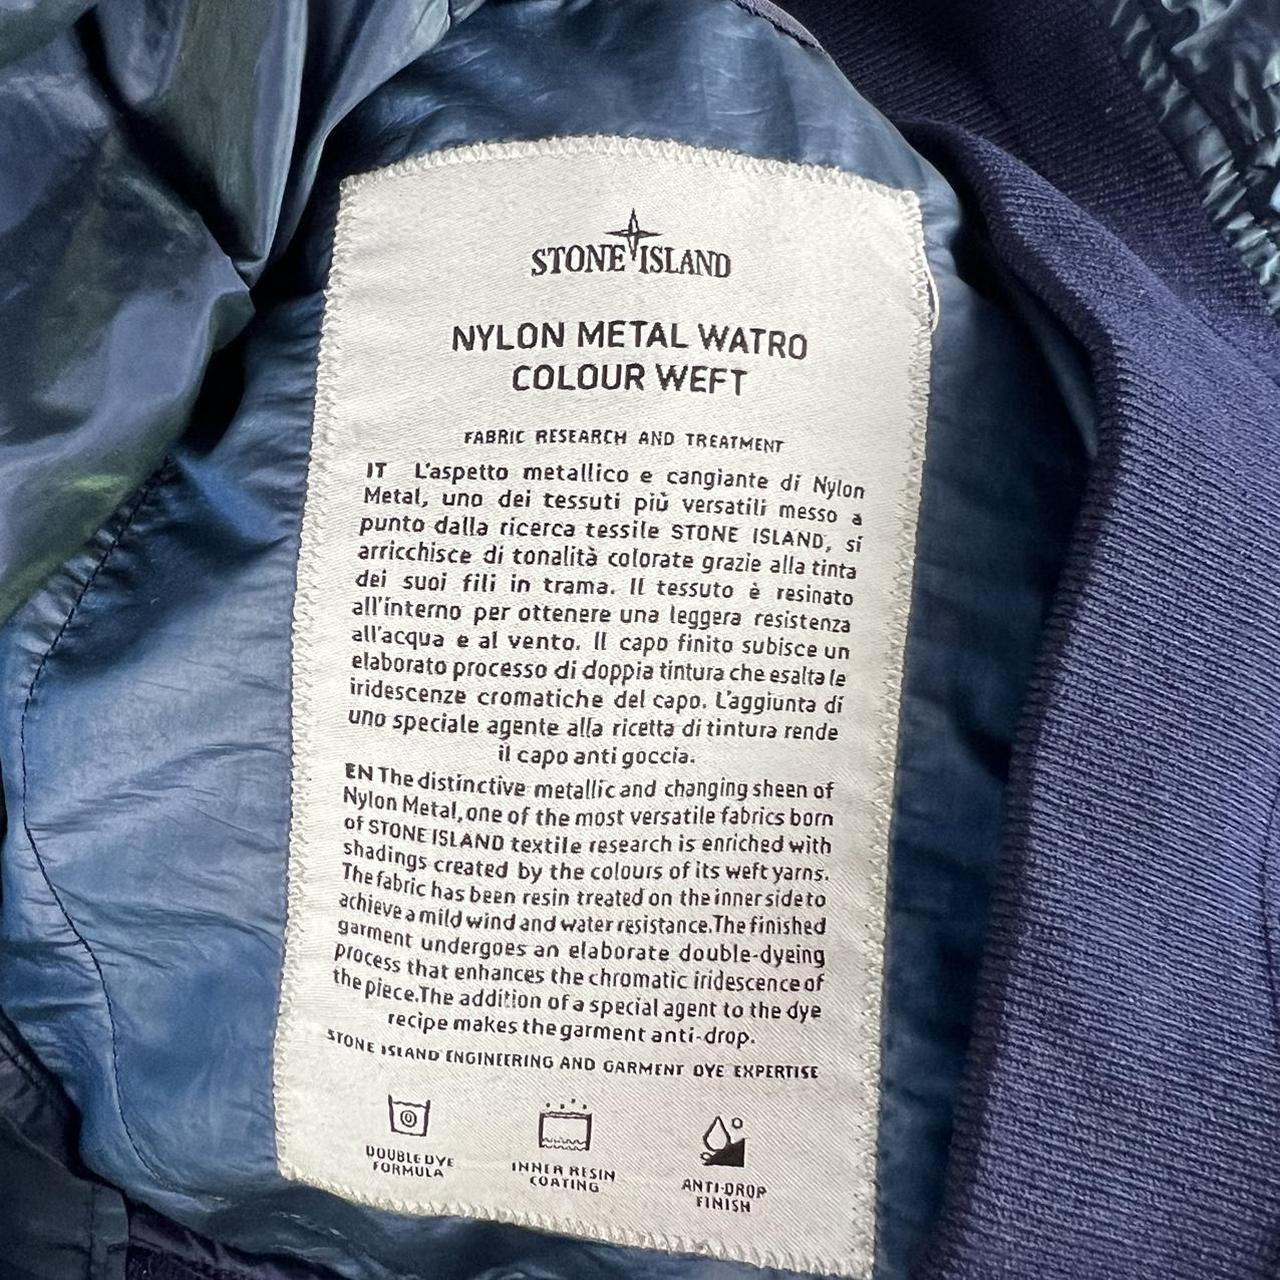 STONE ISLAND
NYLON METAL WATRO
COLOUR WEFT
FABRIC RESEARCH AND TREATMENT
IT L'aspetto metallico e cangiante di Nylon
Metal, uno dei tessuti più versatili messo a
punto dalla ricerca tessile STONE ISLAND, si
arricchisce di tonalità colorate grazie alla tinta
dei suoi fili in trama. Il tessuto è resinato
all'interno per ottenere una leggera resistenza
all'acqua e al vento. Il capo finito subisce un
elaborato processo di doppia tintura che esalta le
iridescenze cromatiche del capo. L'aggiunta di
uno speciale agente alla ricetta di tintura rende
il capo anti goccia.
EN The distinctive metallic and changing sheen of
Nylon Metal, one of the most versatile fabrics born
of STONE ISLAND textile research is enriched with
shadings created by the colours of its weft yarns.
The fabric has been resin treated on the inner side to
achieve a mild wind and water resistance. The finished
garment undergoes an elaborate double-dyeing
process that enhances the chromatic iridescence of
the piece. The addition of a special agent to the dye
recipe makes the garment anti-drop.
STONE ISLAND ENGINEERING AND GARMENT DYE EXPERTISE
DOUBLE DYE
FORMULA
INNER RESIN
COATING
ANTI-DROP
FINISH